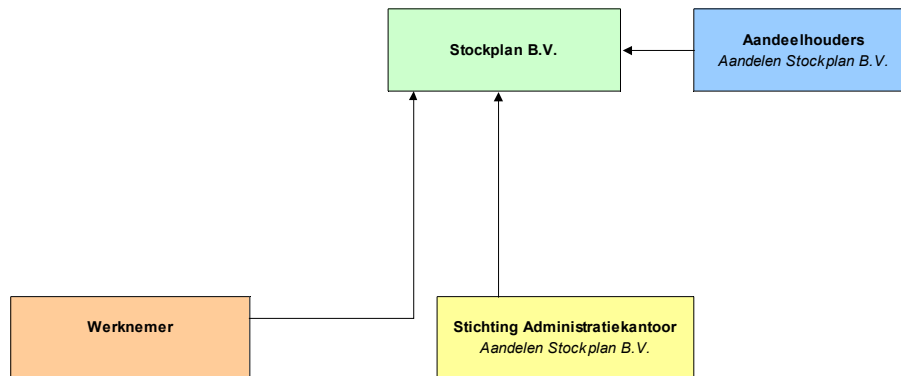 Stockplan B.V.
Aandeelhouders
Aandelen Stockplan B.V.
Werknemer
Stichting Administratiekantoor
Aandelen Stockplan B.V.